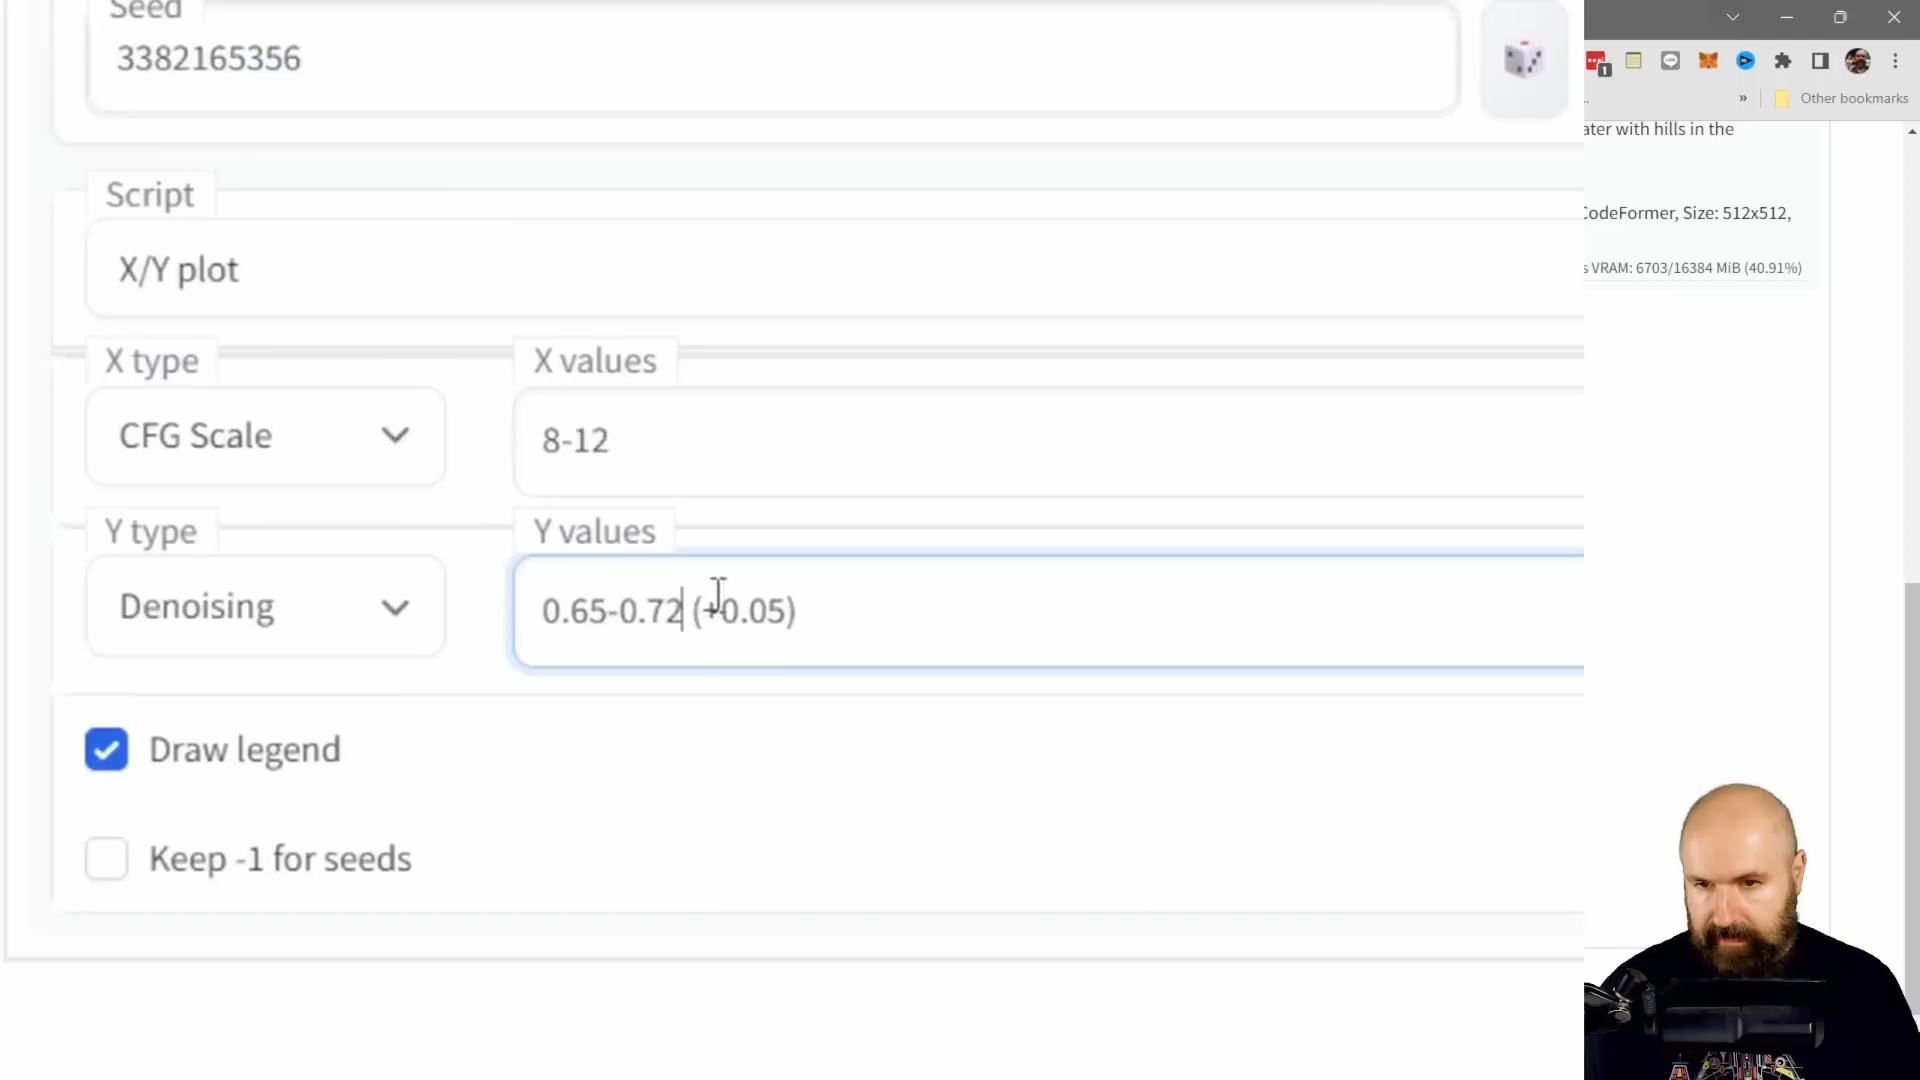 Seed
3382165356
Script
X/Y plot
X type
X values
CFG Scale
8-12
Y type
Y values
Denoising
0.65-0.72 (+0.05)
Draw legend
Keep -1 for seeds
1
» Other bookmarks
ater with hills in the
CodeFormer, Size: 512x512,
s VRAM: 6703/16384 MiB (40.91%)